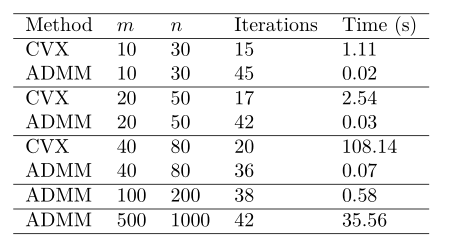 Method m n Iterations Time (s)
CVX 10 30 15 1.11
ADMM 10 30 45 0.02
CVX 20 50 17 2.54
ADMM 20 50 42 0.03
CVX 40 80 20 108.14
ADMM 40 80 36 0.07
ADMM 100 200 38 0.58
ADMM 500 1000 42 35.56